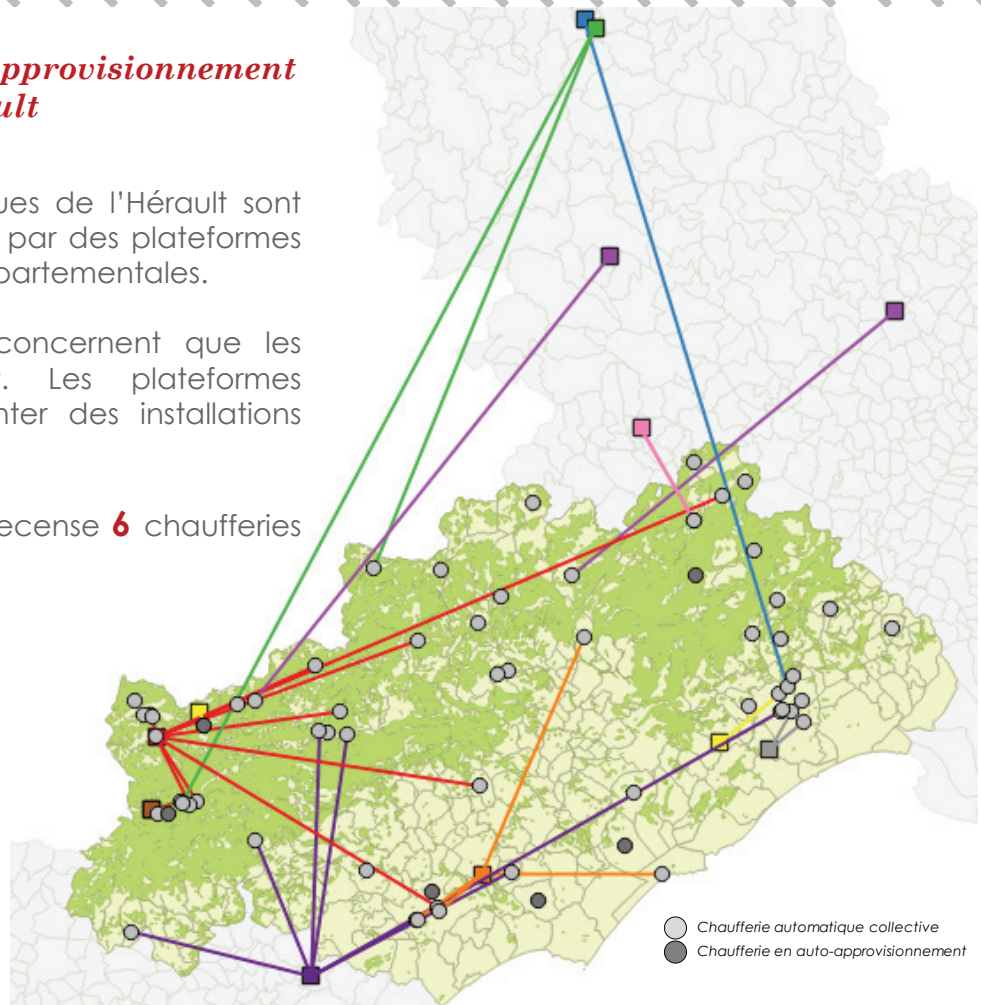 pprovisionnement
ult
ues de l'Hérault sont
par des plateformes
partementales.
concernent que les
. Les plateformes
nter des installations
ecense 6 chaufferies
Chaufferie automatique collective
Chaufferie en auto-approvisionnement